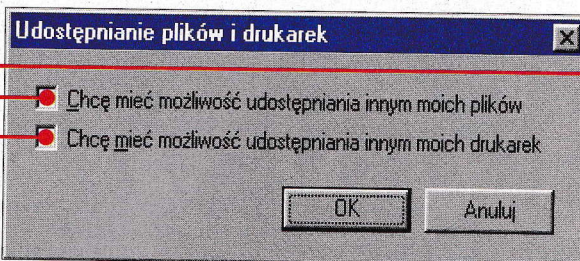 Udostępnianie plików i drukarek
Chcę mieć możliwość udostępniania innym moich plików
Chcę mieć możliwość udostępniania innym moich drukarek
OK
Anuluj